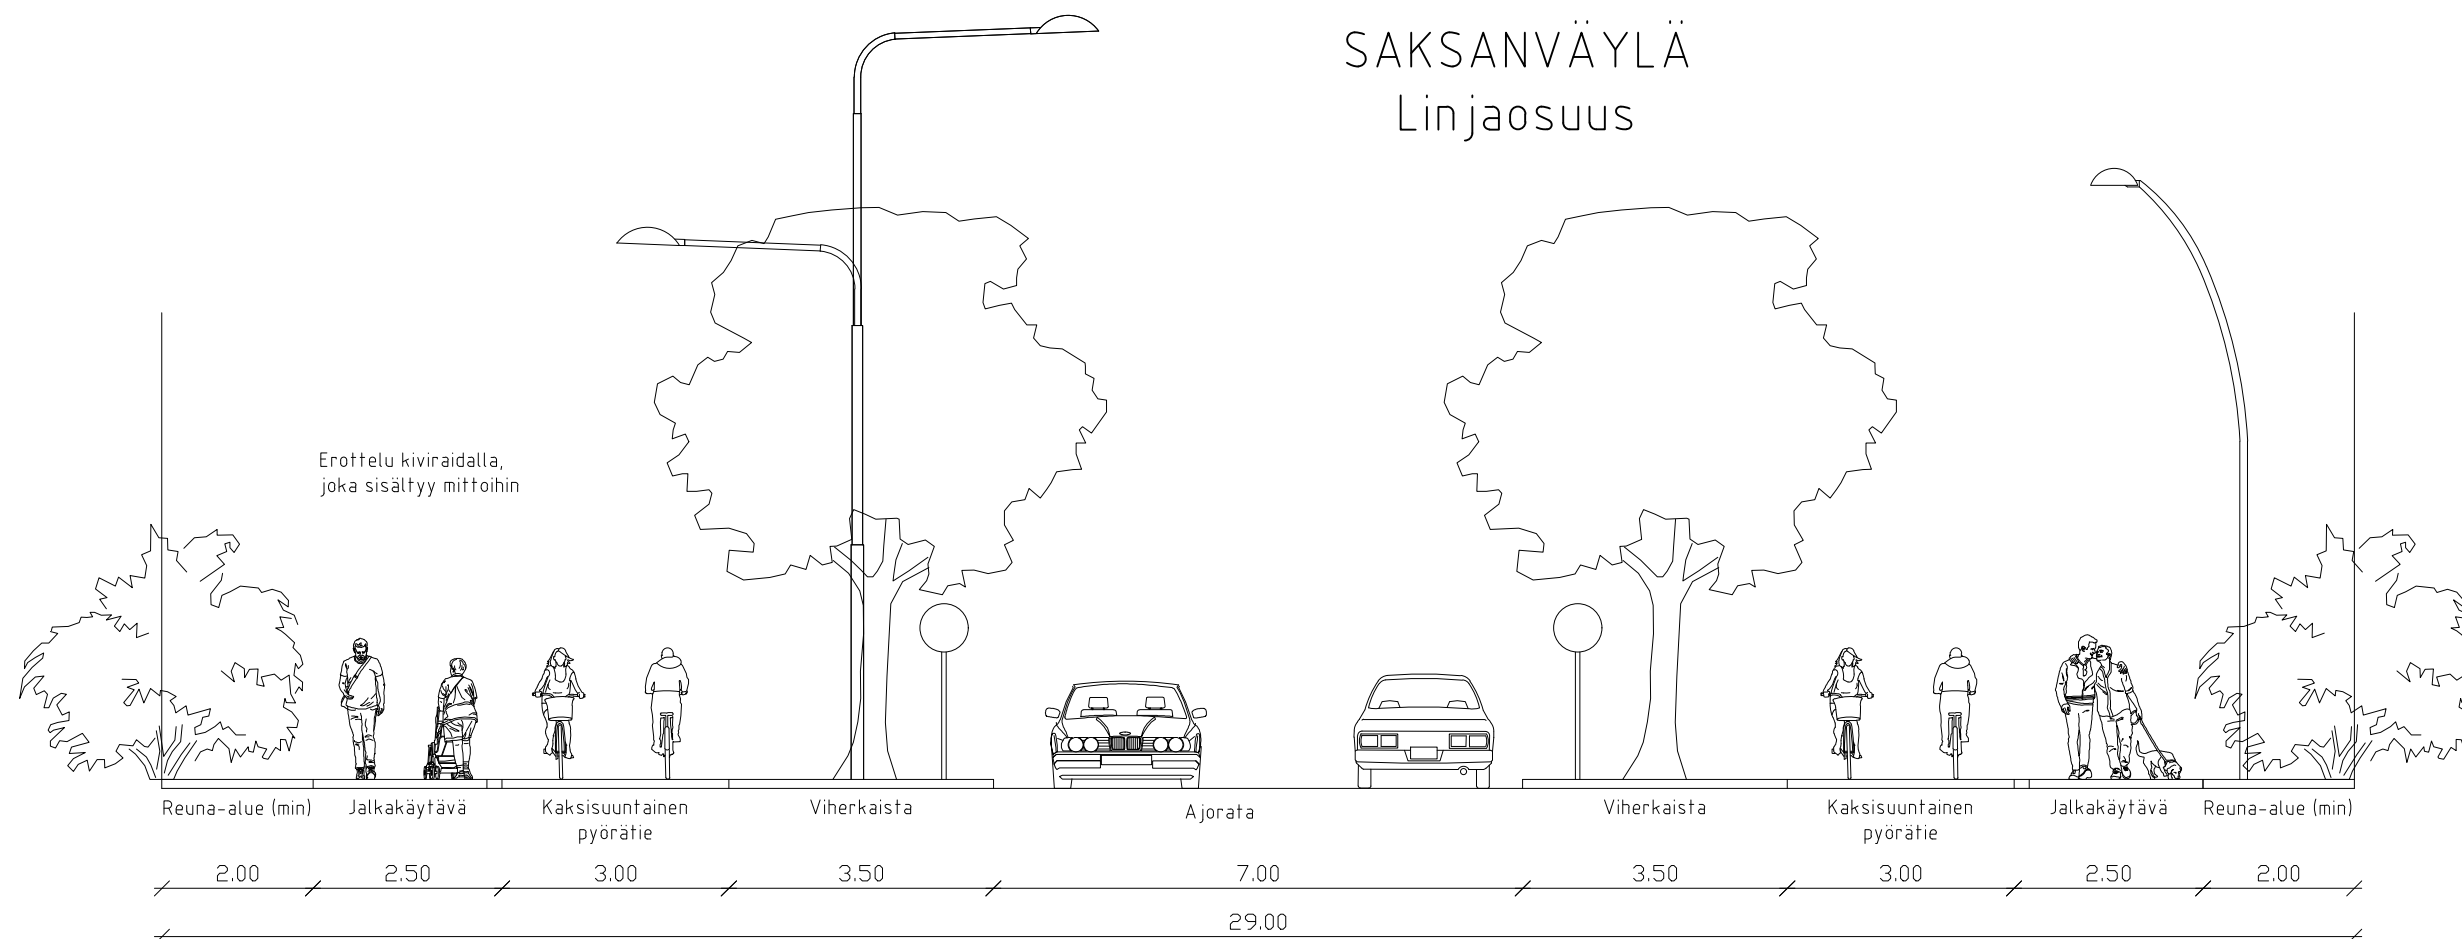 SAKSANVÄYLÄ
Linjaosuus
Erottelu kiviraidalla,
joka sisältyy mittoihin
Reuna-alue (min) Jalkakäytävä Kaksisuuntainen Viherkaista Ajorata Viherkaista Kaksisuuntainen Jalkakäytävä Reuna-alue (min)
pyörätie pyörätie
2.00 2.50 3.00 3.50 7.00 3.50 3.00 2.50 2.00
29.00